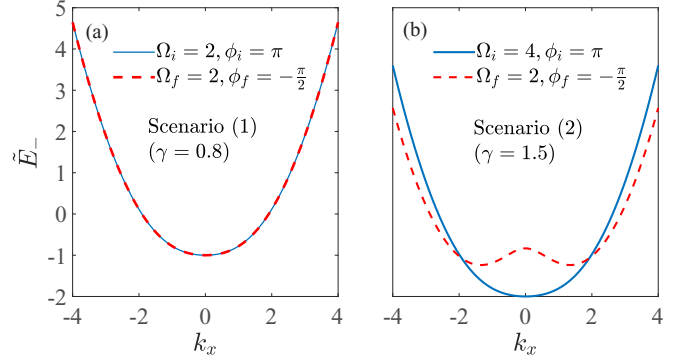 (a)
Ω_i = 2, ϕ_i = π
Ω_f = 2, ϕ_f = −π/2
Scenario (1)
(γ = 0.8)
5
4
3
2
1
0
-1
-2
Ẽ_−
-4 -2 0 2 4
k_x
(b)
Ω_i = 4, ϕ_i = π
Ω_f = 2, ϕ_f = −π/2
Scenario (2)
(γ = 1.5)
-4 -2 0 2 4
k_x